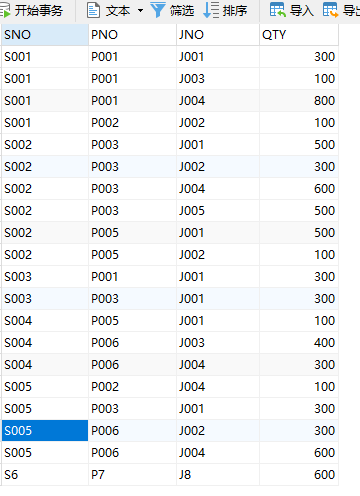 开始事务 文本 筛选 排序 导入 导出
SNO PNO JNO QTY
S001 P001 J001 300
S001 P001 J003 100
S001 P001 J004 800
S001 P002 J002 100
S002 P003 J001 500
S002 P003 J002 300
S002 P003 J004 600
S002 P003 J005 500
S002 P005 J001 500
S002 P005 J002 100
S003 P001 J001 300
S003 P003 J001 300
S004 P005 J001 100
S004 P006 J003 400
S004 P006 J004 300
S005 P002 J004 100
S005 P003 J001 300
S005 P006 J002 300
S005 P006 J004 600
S6 P7 J8 600